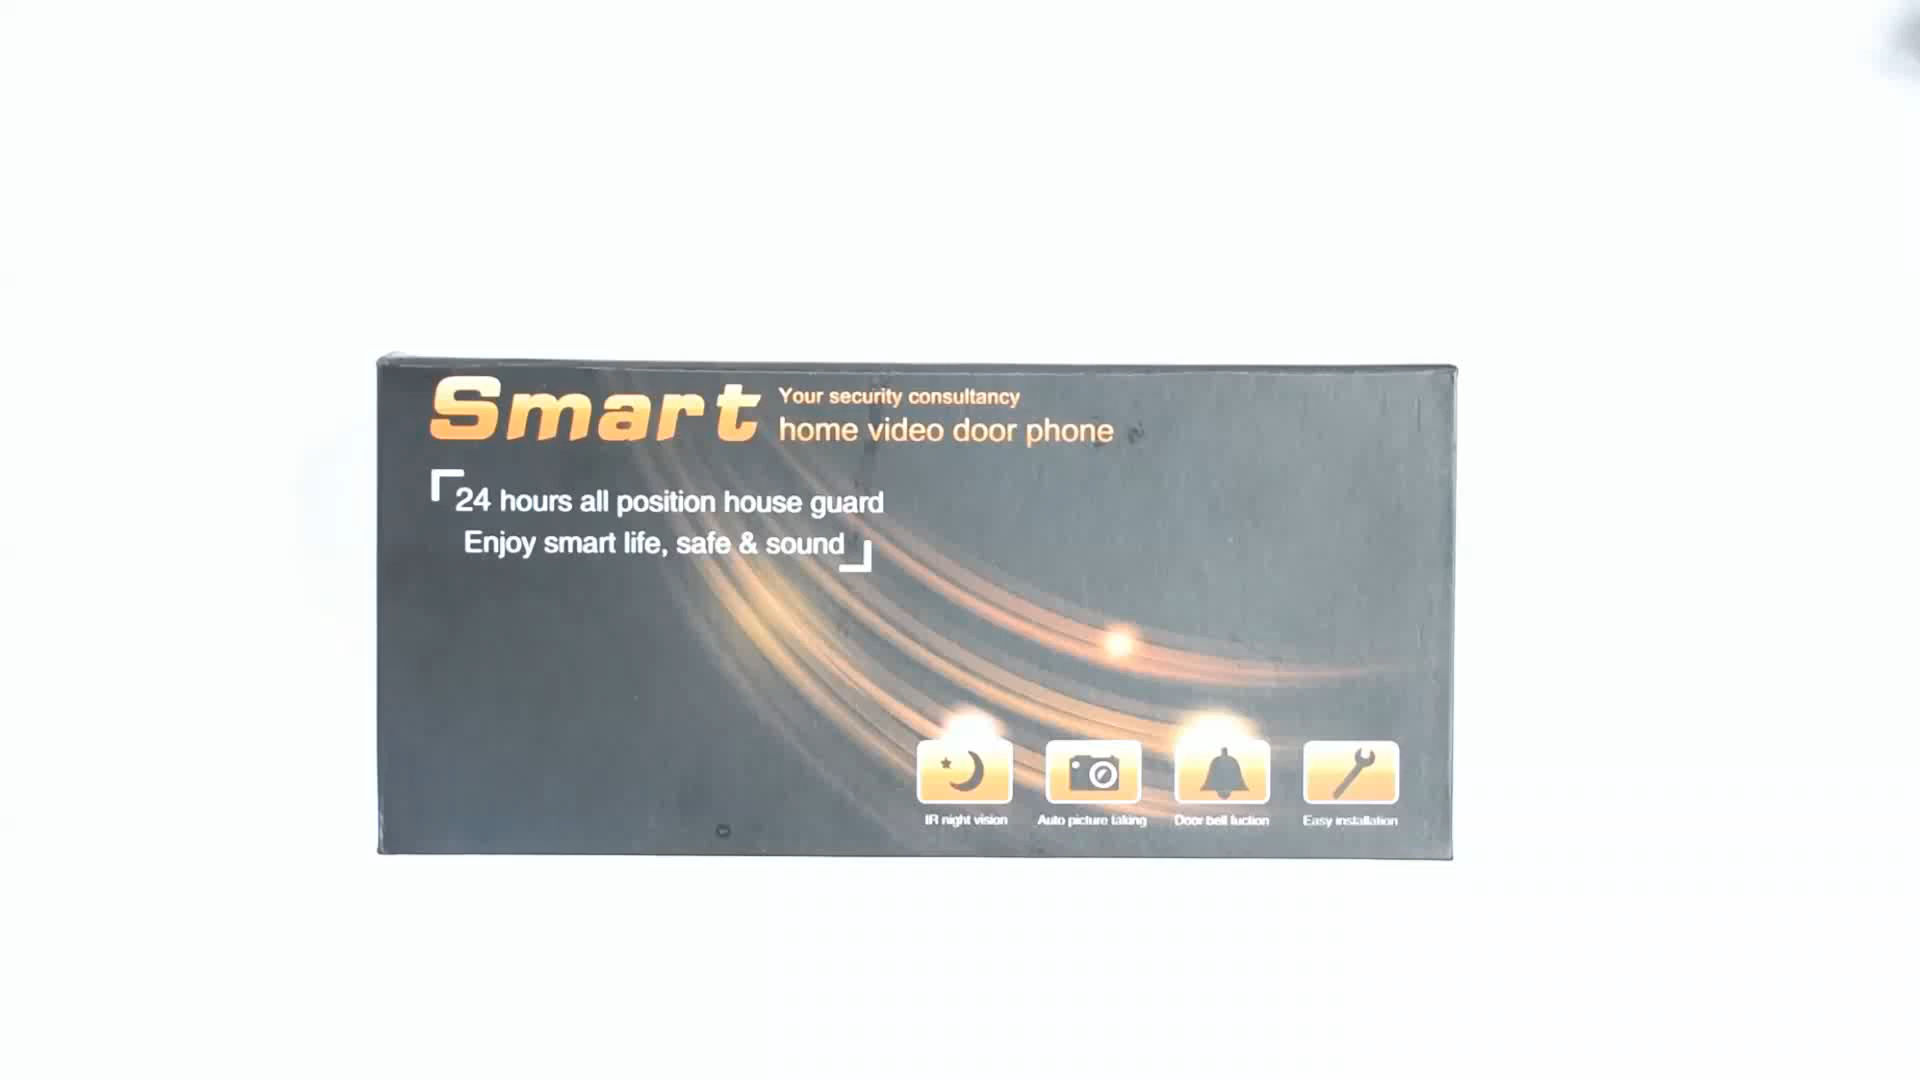 Smart
Your security consultancy
home video door phone
24 hours all position house guard
Enjoy smart life, safe & sound
IR night vision
Auto picture taking
Door bell fuction
Easy installation